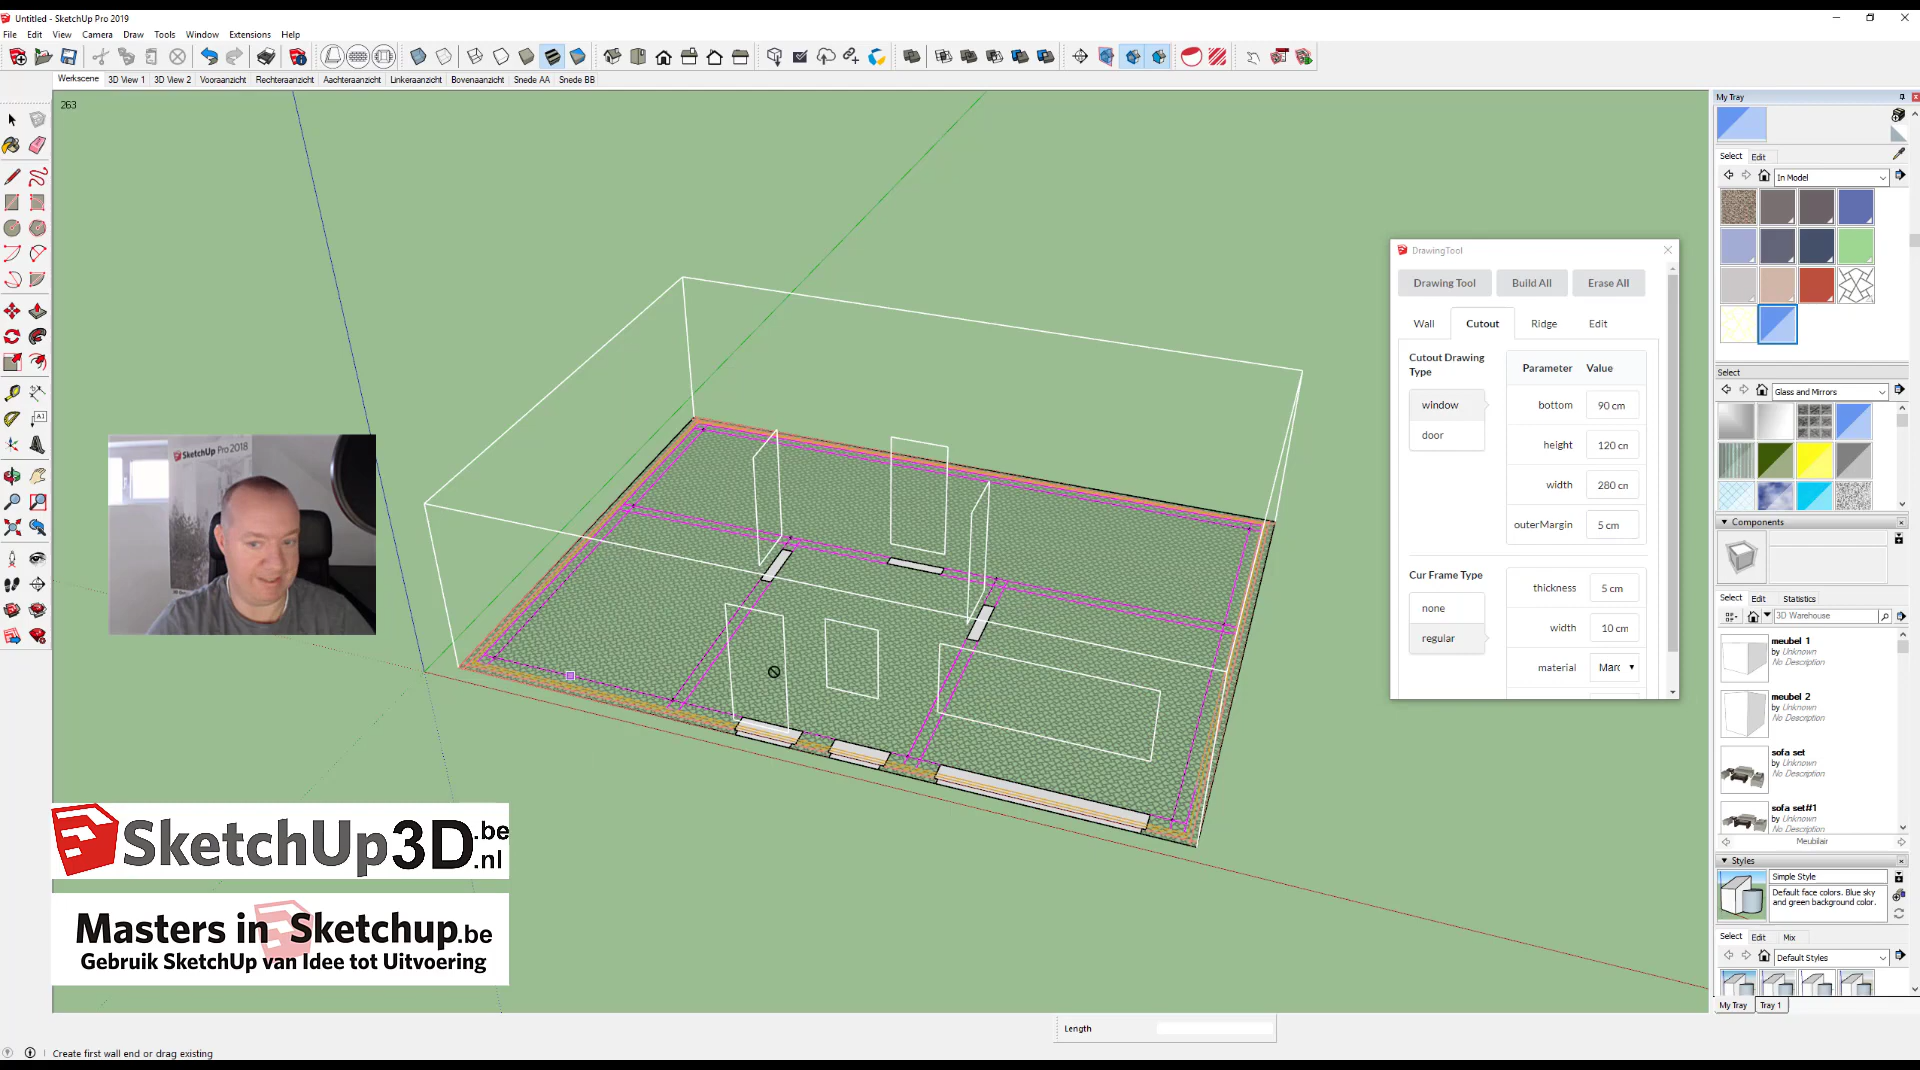 Untitled - SketchUp Pro 2019
File Edit View Camera Draw Tools Window Extensions Help
Werkscene 3D View 1 3D View 2 Vooraanzicht Rechteraanzicht Achteraanzicht Linkeraanzicht Bovenaanzicht Snede AA Snede BB
263
My Tray
Select Edit
In Model
Select
Glass and Mirrors
Components
Select Edit Statistics
3D Warehouse
meubel 1
by Unknown
No Description
meubel 2
by Unknown
No Description
sofa set
by Unknown
No Description
sofa set#1
by Unknown
No Description
Meubilair
Styles
Simple Style
Default face colors. Blue sky
and green background color.
Select Edit Mix
Default Styles
My Tray Tray 1
DrawingTool
Drawing Tool Build All Erase All
Wall Cutout Ridge Edit
Cutout Drawing
Type
window
door
Parameter Value
bottom 90 cm
height 120 cn
width 280 cn
outerMargin 5 cm
Cur Frame Type
none
regular
thickness 5 cm
width 10 cm
material Marc
SketchUp Pro 2018
SketchUp3D.be
.nl
Masters in Sketchup.be
Gebruik SketchUp van Idee tot Uitvoering
Length
Create first wall end or drag existing